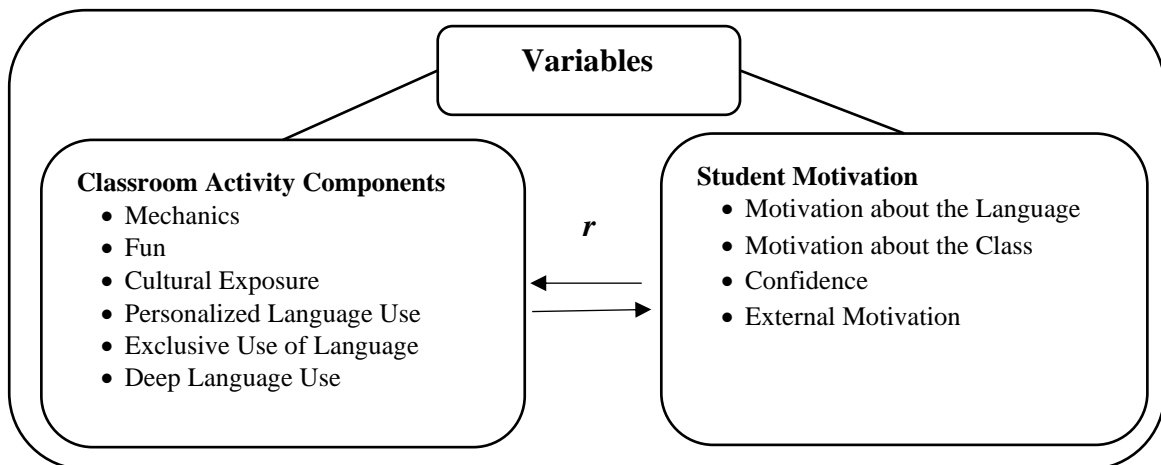 Variables
Classroom Activity Components
• Mechanics
• Fun
• Cultural Exposure
• Personalized Language Use
• Exclusive Use of Language
• Deep Language Use
r
Student Motivation
• Motivation about the Language
• Motivation about the Class
• Confidence
• External Motivation